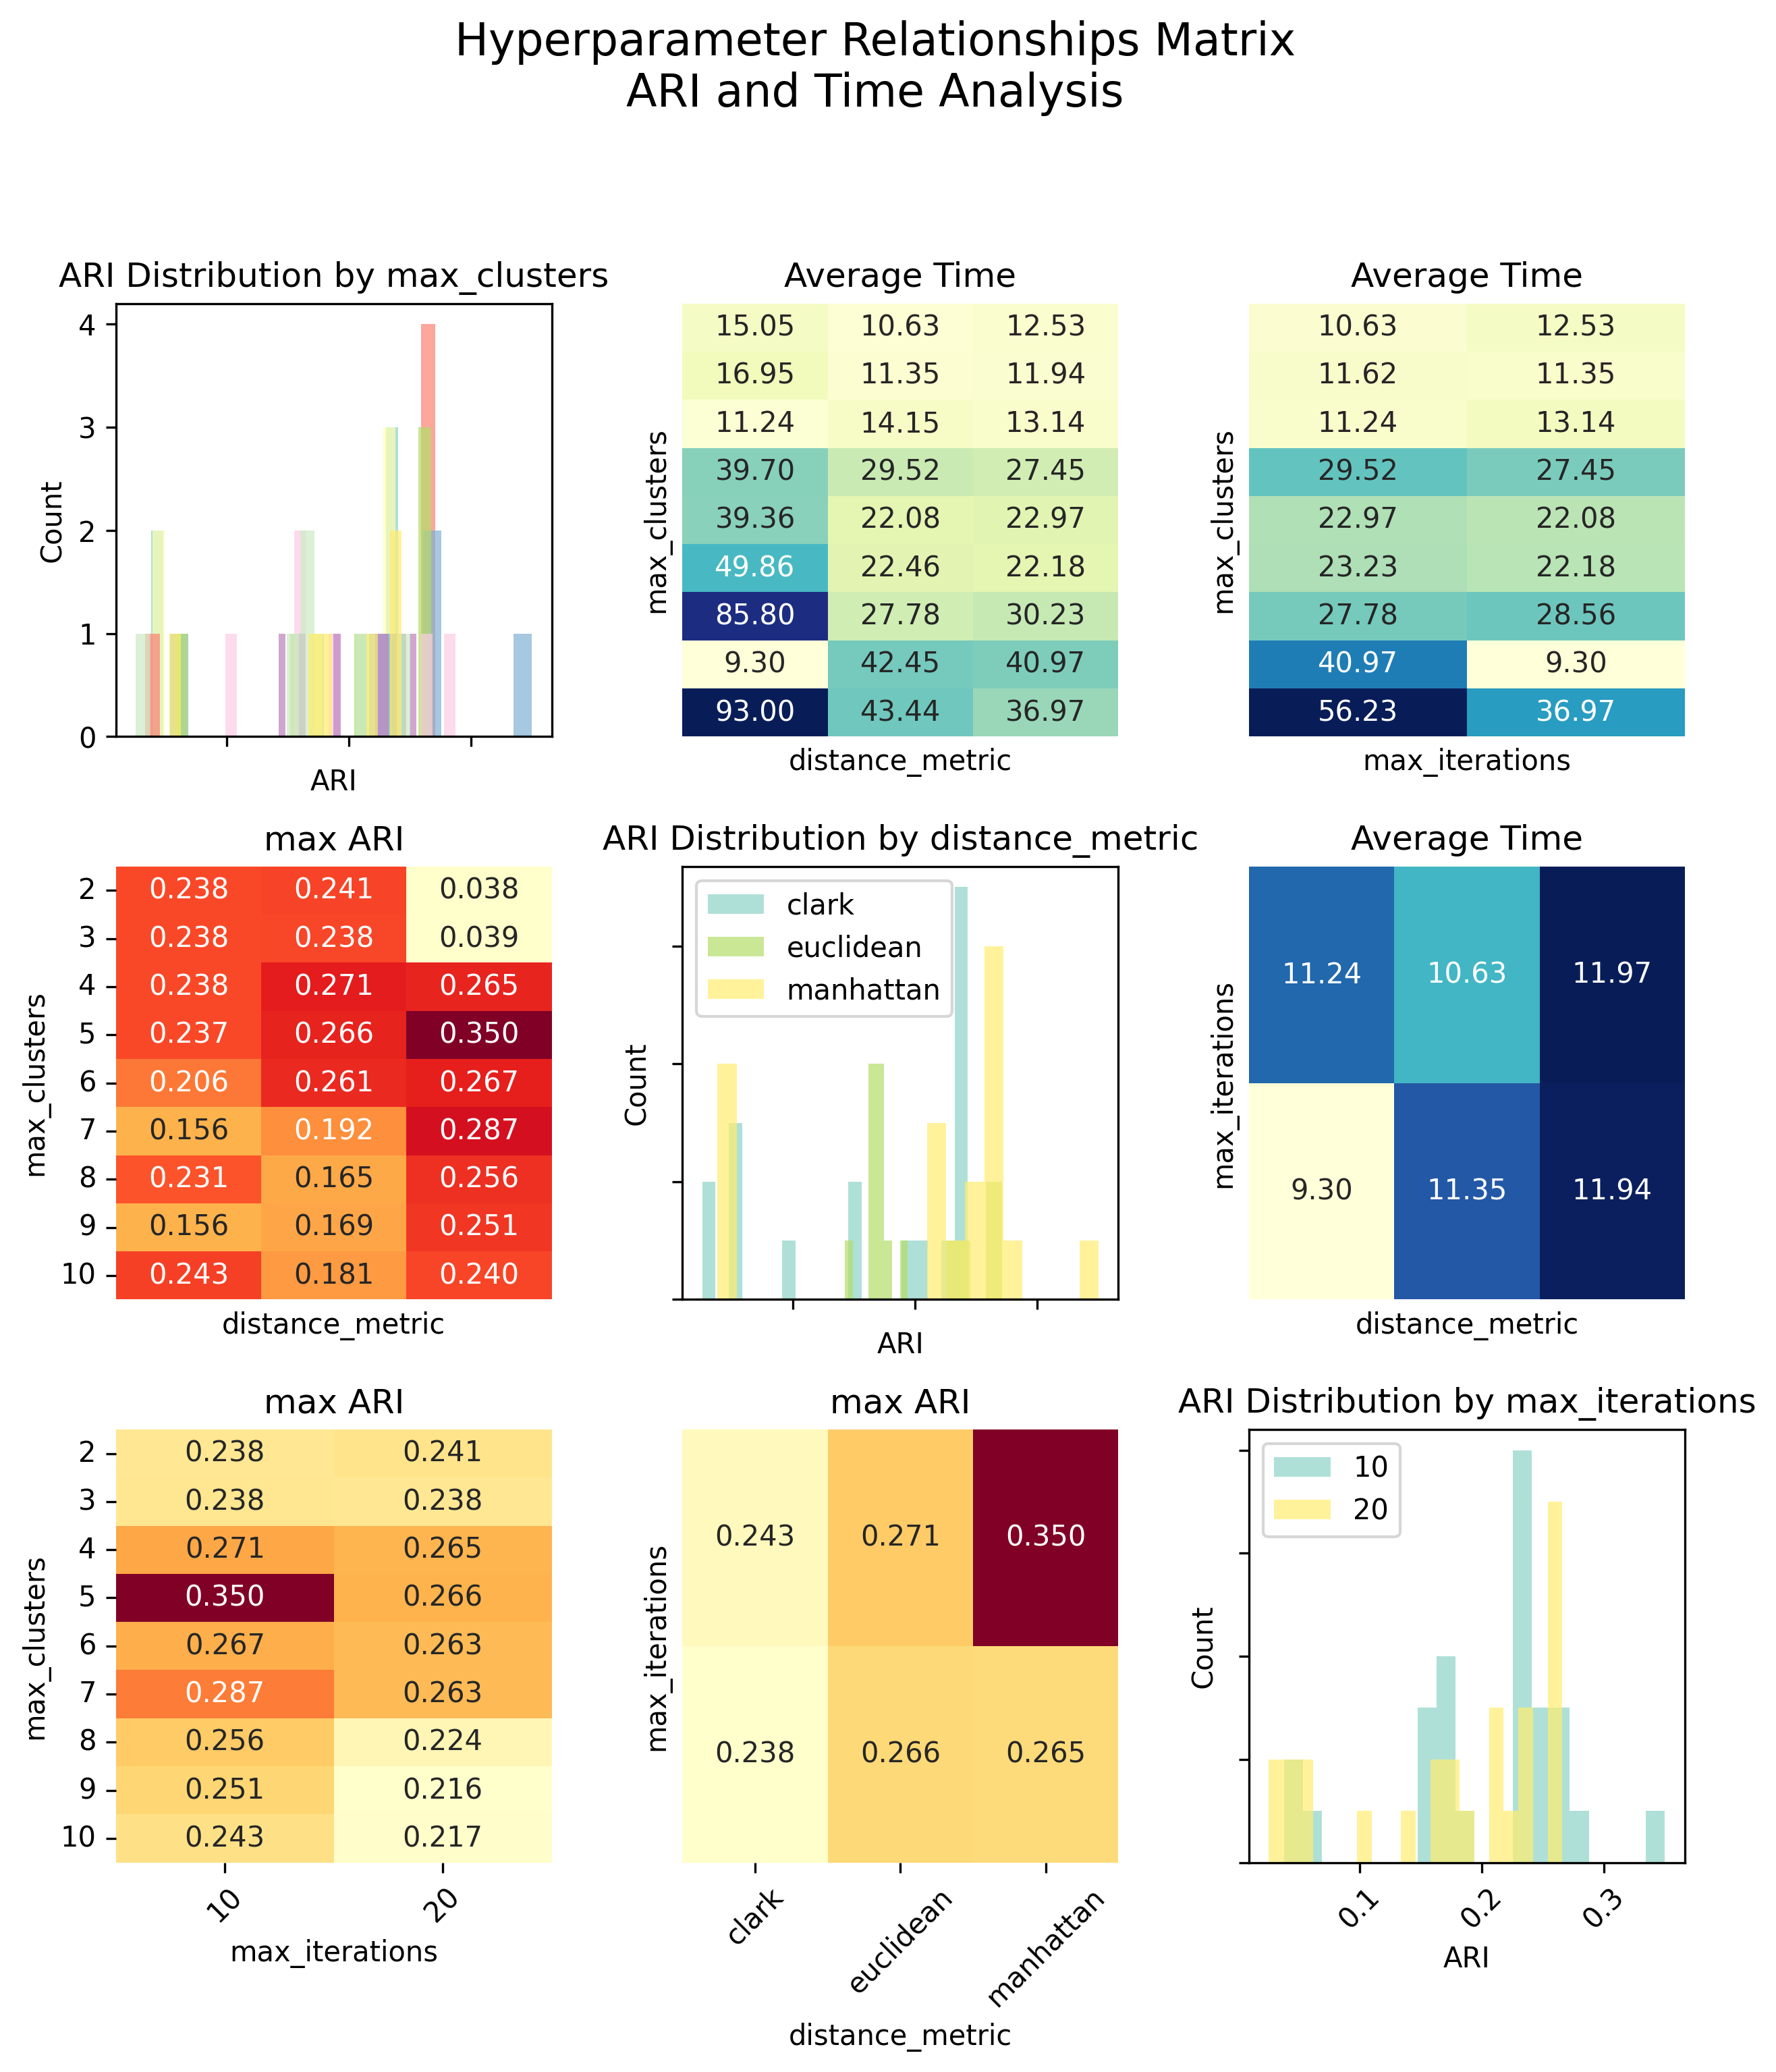 Hyperparameter Relationships Matrix
ARI and Time Analysis
ARI Distribution by max_clusters
4
3
2
1
0
Count
ARI
Average Time
max_clusters
15.05 10.63 12.53
16.95 11.35 11.94
11.24 14.15 13.14
39.70 29.52 27.45
39.36 22.08 22.97
49.86 22.46 22.18
85.80 27.78 30.23
9.30 42.45 40.97
93.00 43.44 36.97
distance_metric
Average Time
max_clusters
10.63 12.53
11.62 11.35
11.24 13.14
29.52 27.45
22.97 22.08
23.23 22.18
27.78 28.56
40.97 9.30
56.23 36.97
max_iterations
max ARI
max_clusters
2 0.238 0.241 0.038
3 0.238 0.238 0.039
4 0.238 0.271 0.265
5 0.237 0.266 0.350
6 0.206 0.261 0.267
7 0.156 0.192 0.287
8 0.231 0.165 0.256
9 0.156 0.169 0.251
10 0.243 0.181 0.240
distance_metric
ARI Distribution by distance_metric
clark
euclidean
manhattan
Count
ARI
Average Time
max_iterations
11.24 10.63 11.97
9.30 11.35 11.94
distance_metric
max ARI
max_clusters
2 0.238 0.241
3 0.238 0.238
4 0.271 0.265
5 0.350 0.266
6 0.267 0.263
7 0.287 0.263
8 0.256 0.224
9 0.251 0.216
10 0.243 0.217
10 20
max_iterations
max ARI
max_iterations
0.243 0.271 0.350
0.238 0.266 0.265
clark euclidean manhattan
distance_metric
ARI Distribution by max_iterations
10
20
Count
0.1 0.2 0.3
ARI